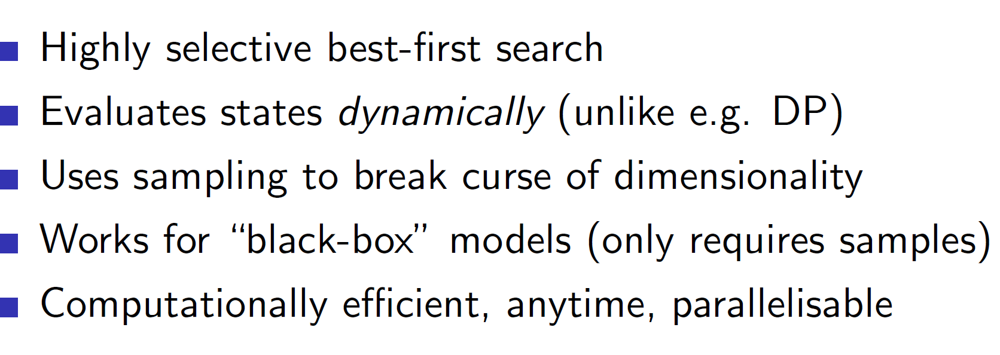 Highly selective best-first search
Evaluates states dynamically (unlike e.g. DP)
Uses sampling to break curse of dimensionality
Works for “black-box” models (only requires samples)
Computationally efficient, anytime, parallelisable